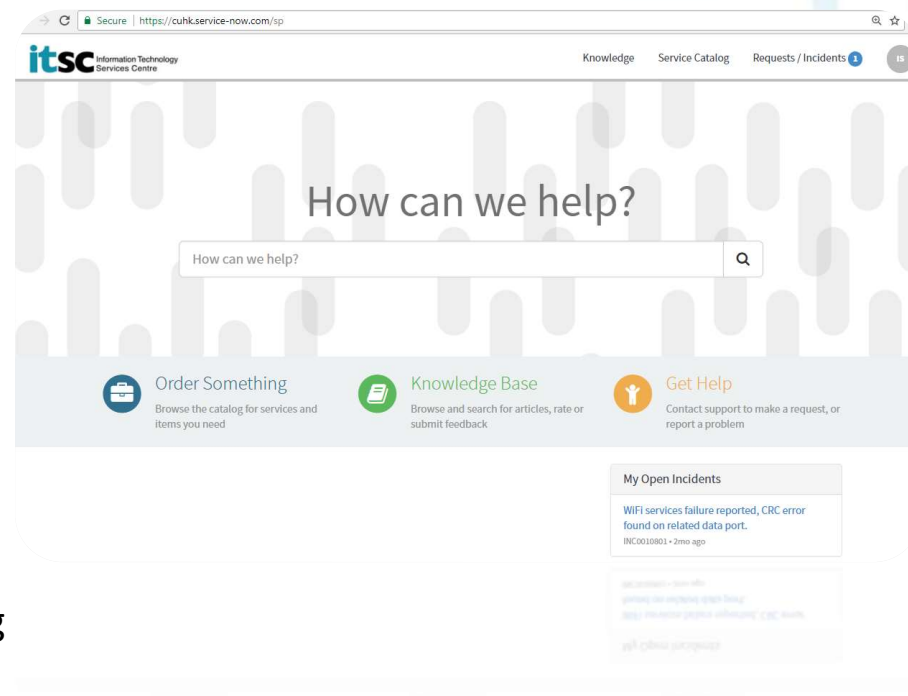 Secure | https://cuhk.service-now.com/sp
itsc Information Technology
Services Centre
Knowledge Service Catalog Requests / Incidents 1 IS
How can we help?
How can we help?
Order Something
Browse the catalog for services and
items you need
Knowledge Base
Browse and search for articles, rate or
submit feedback
Get Help
Contact support to make a request, or
report a problem
My Open Incidents
WiFi services failure reported, CRC error
found on related data port.
INC0010801 • 2mo ago
g